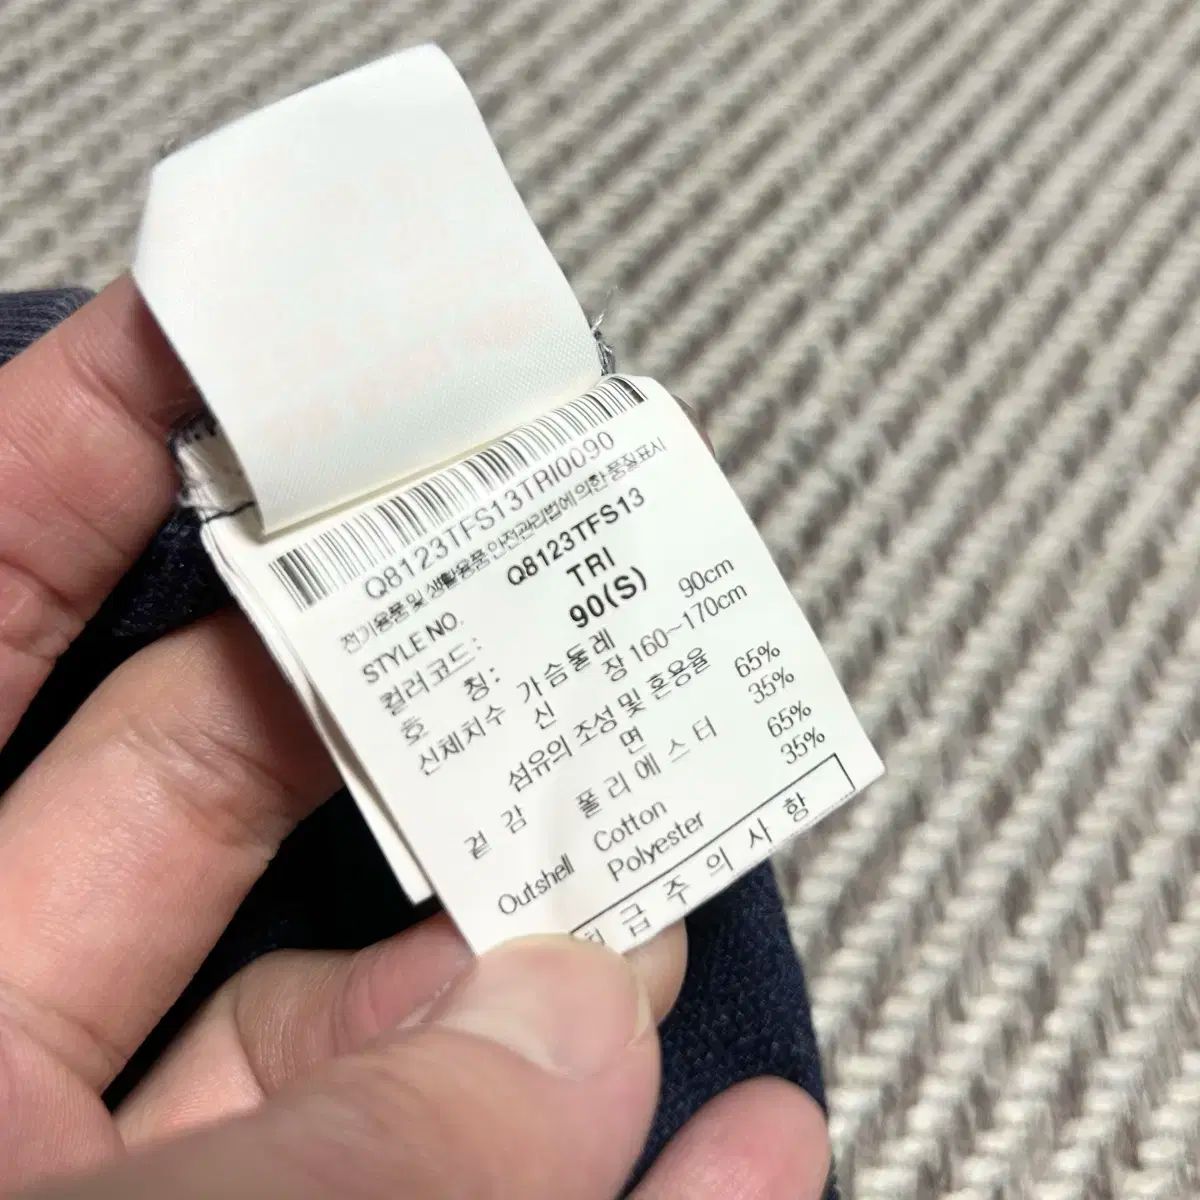 Q8123TFS13TRI0090
전기용품 및 생활용품 안전관리법에 의한 품질표시
STYLE NO. Q8123TFS13
컬러코드: TRI
호 칭: 90(S)
신체치수 가슴둘레 90cm
신 장 160~170cm
섬유의 조성 및 혼용율
겉 감 면 65%
폴리에스터 35%
Outshell Cotton 65%
Polyester 35%
취급주의사항